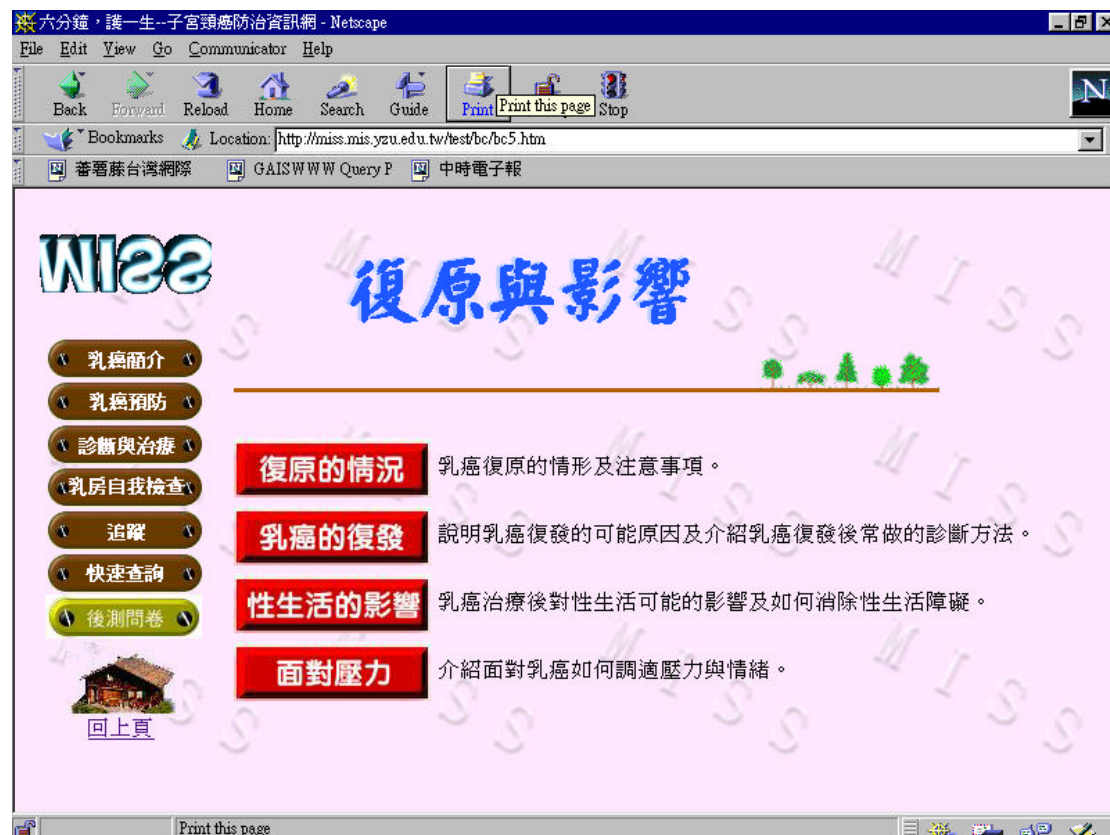 六分鐘，護一生--子宮頸癌防治資訊網 - Netscape
File Edit View Go Communicator Help
Back Forward Reload Home Search Guide Print Stop
Print this page
Bookmarks Location: http://miss.mis.yzu.edu.tw/test/bc/bc5.htm
蕃薯藤台灣網際 GAISWWW Query P 中時電子報
MISS
復原與影響
乳癌簡介
乳癌預防
診斷與治療
乳房自我檢查
追蹤
快速查詢
後測問卷
回上頁
復原的情況 乳癌復原的情形及注意事項。
乳癌的復發 說明乳癌復發的可能原因及介紹乳癌復發後常做的診斷方法。
性生活的影響 乳癌治療後對性生活可能的影響及如何消除性生活障礙。
面對壓力 介紹面對乳癌如何調適壓力與情緒。
Print this page